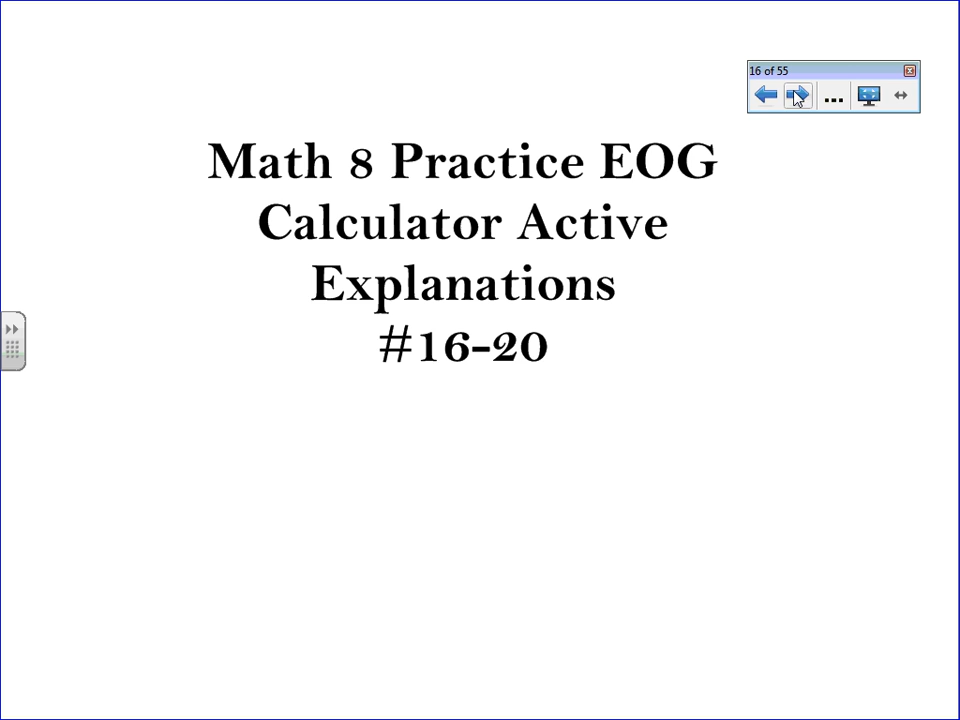 16 of 55
Math 8 Practice EOG
Calculator Active
Explanations
#16-20